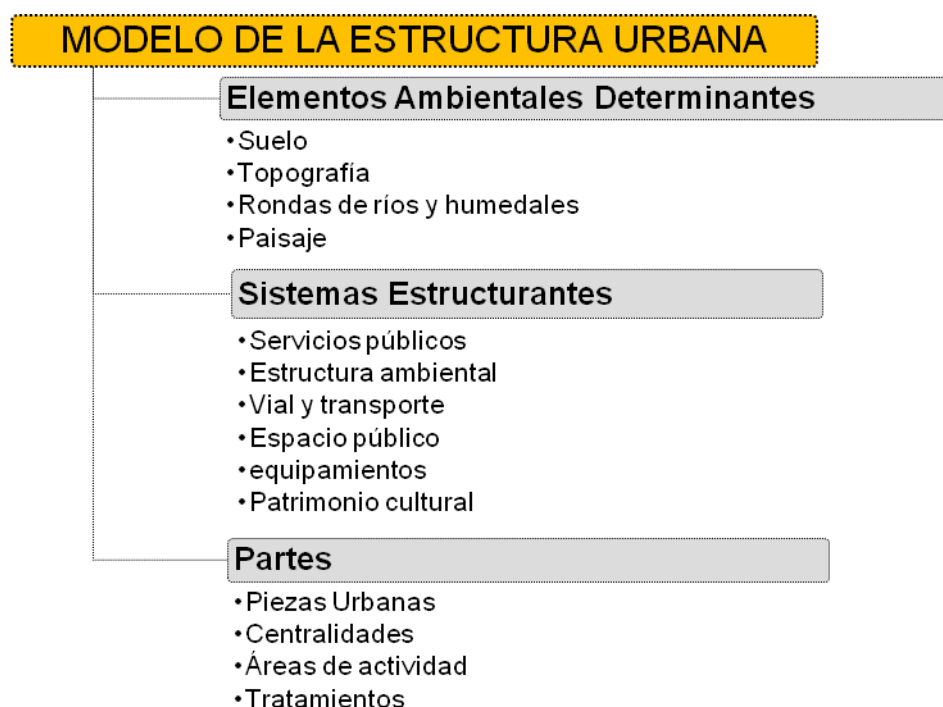 MODELO DE LA ESTRUCTURA URBANA
Elementos Ambientales Determinantes
•Suelo
•Topografía
•Rondas de ríos y humedales
•Paisaje
Sistemas Estructurantes
•Servicios públicos
•Estructura ambiental
•Vial y transporte
•Espacio público
•equipamientos
•Patrimonio cultural
Partes
•Piezas Urbanas
•Centralidades
•Áreas de actividad
•Tratamientos